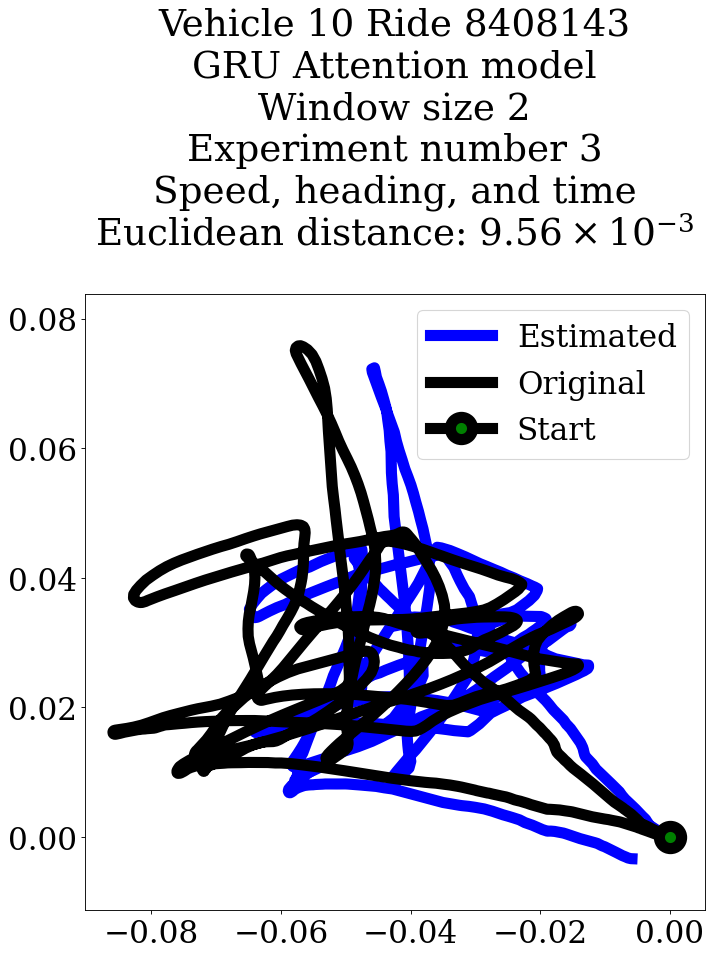 Vehicle 10 Ride 8408143
GRU Attention model
Window size 2
Experiment number 3
Speed, heading, and time
Euclidean distance: 9.56 × 10⁻³
Estimated
Original
Start
0.08
0.06
0.04
0.02
0.00
−0.08 −0.06 −0.04 −0.02 0.00